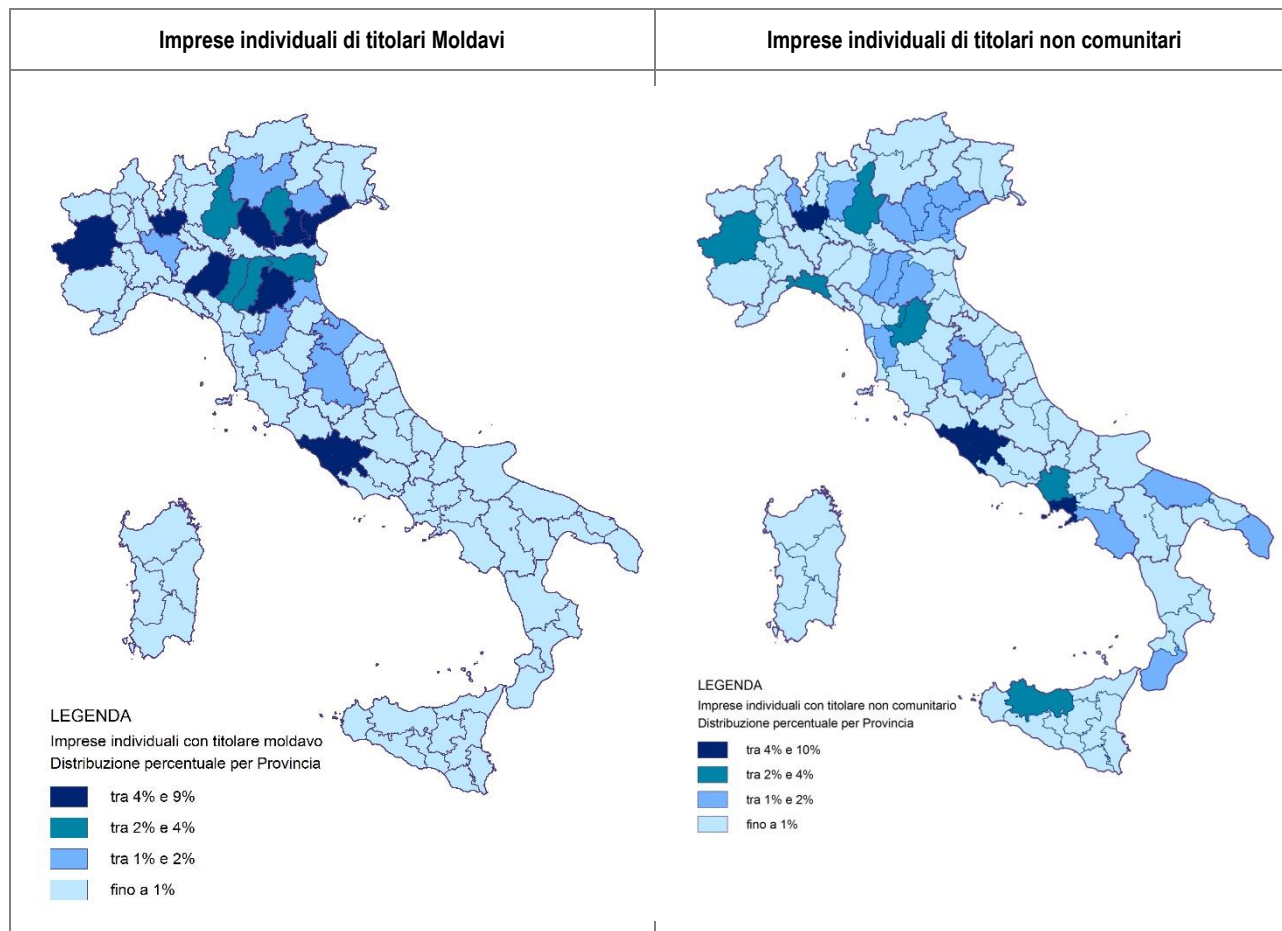 Imprese individuali di titolari Moldavi
Imprese individuali di titolari non comunitari
LEGENDA
Imprese individuali con titolare moldavo
Distribuzione percentuale per Provincia
tra 4% e 9%
tra 2% e 4%
tra 1% e 2%
fino a 1%
LEGENDA
Imprese individuali con titolare non comunitario
Distribuzione percentuale per Provincia
tra 4% e 10%
tra 2% e 4%
tra 1% e 2%
fino a 1%